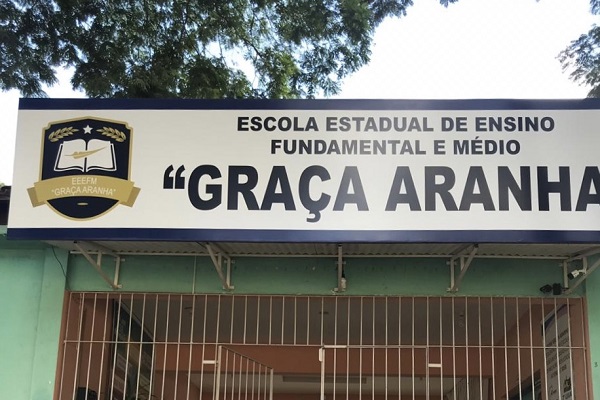 ESCOLA ESTADUAL DE ENSINO
FUNDAMENTAL E MÉDIO
“GRAÇA ARANHA
EEEFM
"GRAÇA ARANHA"